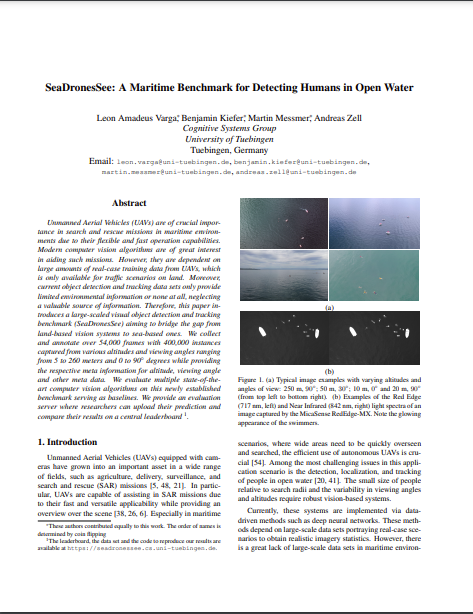 SeaDronesSee: A Maritime Benchmark for Detecting Humans in Open Water
Leon Amadeus Varga*, Benjamin Kiefer*, Martin Messmer*, Andreas Zell
Cognitive Systems Group
University of Tuebingen
Tuebingen, Germany
Email: leon.varga@uni-tuebingen.de, benjamin.kiefer@uni-tuebingen.de,
martin.messmer@uni-tuebingen.de, andreas.zell@uni-tuebingen.de
Abstract
Unmanned Aerial Vehicles (UAVs) are of crucial impor-
tance in search and rescue missions in maritime environ-
ments due to their flexible and fast operation capabilities.
Modern computer vision algorithms are of great interest
in aiding such missions. However, they are dependent on
large amounts of real-case training data from UAVs, which
is only available for traffic scenarios on land. Moreover,
current object detection and tracking data sets only provide
limited environmental information or none at all, neglecting
a valuable source of information. Therefore, this paper in-
troduces a large-scaled visual object detection and tracking
benchmark (SeaDronesSee) aiming to bridge the gap from
land-based vision systems to sea-based ones. We collect
and annotate over 54,000 frames with 400,000 instances
captured from various altitudes and viewing angles ranging
from 5 to 260 meters and 0 to 90° degrees while providing
the respective meta information for altitude, viewing angle
and other meta data. We evaluate multiple state-of-the-
art computer vision algorithms on this newly established
benchmark serving as baselines. We provide an evaluation
server where researchers can upload their prediction and
compare their results on a central leaderboard 1.
1. Introduction
Unmanned Aerial Vehicles (UAVs) equipped with cam-
eras have grown into an important asset in a wide range
of fields, such as agriculture, delivery, surveillance, and
search and rescue (SAR) missions [5, 48, 21]. In partic-
ular, UAVs are capable of assisting in SAR missions due
to their fast and versatile applicability while providing an
overview over the scene [38, 26, 6]. Especially in maritime
*These authors contributed equally to this work. The order of names is
determined by coin flipping
1The leaderboard, the data set and the code to reproduce our results are
available at https://seadronessee.cs.uni-tuebingen.de.
(a)
(b)
Figure 1. (a) Typical image examples with varying altitudes and
angles of view: 250 m, 90°; 50 m, 30°; 10 m, 0° and 20 m, 90°
(from top left to bottom right). (b) Examples of the Red Edge
(717 nm, left) and Near Infrared (842 nm, right) light spectra of an
image captured by the MicaSense RedEdge-MX. Note the glowing
appearance of the swimmers.
scenarios, where wide areas need to be quickly overseen
and searched, the efficient use of autonomous UAVs is cru-
cial [54]. Among the most challenging issues in this appli-
cation scenario is the detection, localization, and tracking
of people in open water [20, 41]. The small size of people
relative to search radii and the variability in viewing angles
and altitudes require robust vision-based systems.
Currently, these systems are implemented via data-
driven methods such as deep neural networks. These meth-
ods depend on large-scale data sets portraying real-case sce-
narios to obtain realistic imagery statistics. However, there
is a great lack of large-scale data sets in maritime environ-